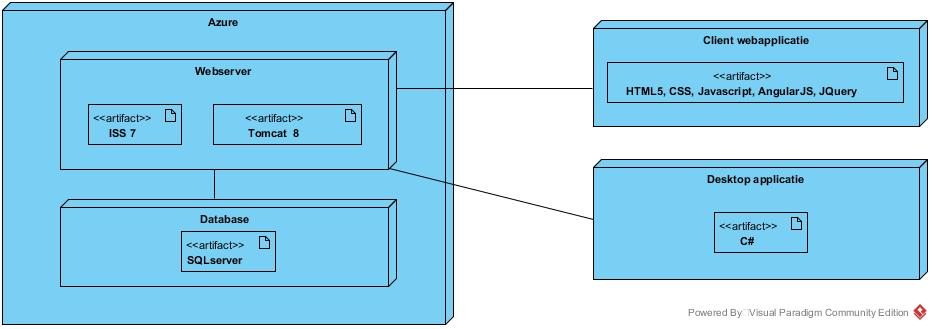 Azure
Webserver
<<artifact>>
ISS 7
<<artifact>>
Tomcat 8
Database
<<artifact>>
SQLserver
Client webapplicatie
<<artifact>>
HTML5, CSS, Javascript, AngularJS, JQuery
Desktop applicatie
<<artifact>>
C#
Powered By Visual Paradigm Community Edition